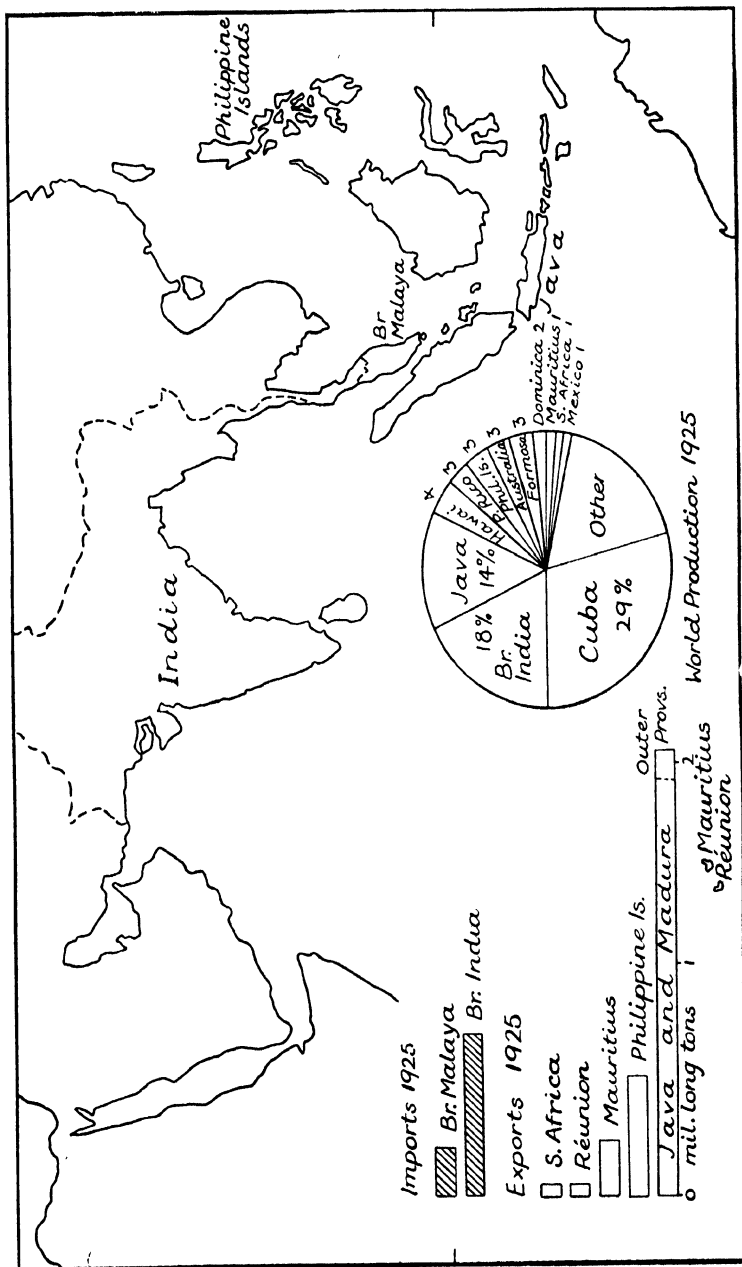 Philippine
Islands
India
Br
Malaya
Java
Imports 1925
Br. Malaya
Br. India
Exports 1925
S. Africa
Réunion
Mauritius
Philippine Is.
Java and Madura
Outer
Provs.
0 mil. long tons 1 2
Mauritius
Réunion
World Production 1925
Cuba
29%
18%
Br.
India
Java
14%
Hawai 4
P. Rico 3
Phil. Is. 3
Australia 3
Formosa 3
Dominica 2
Mauritius 1
S. Africa 1
Mexico 1
Other